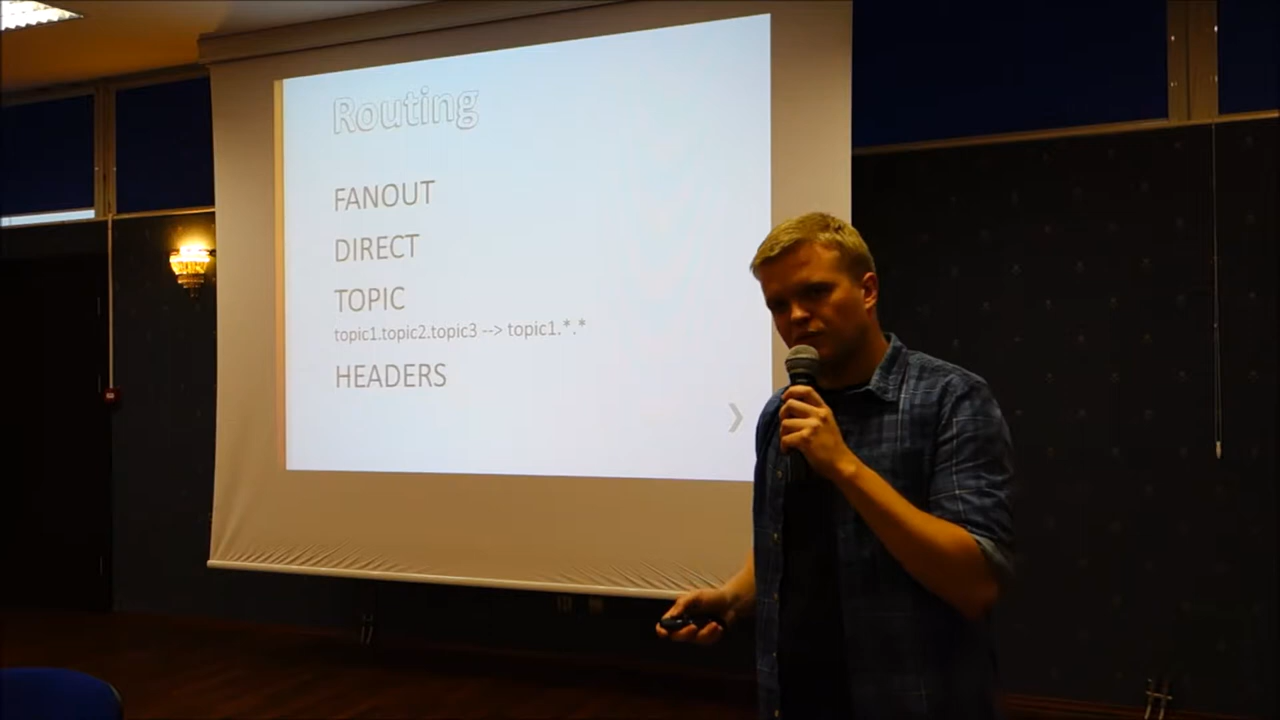 Routing
FANOUT
DIRECT
TOPIC
topic1.topic2.topic3 --> topic1.*.*
HEADERS